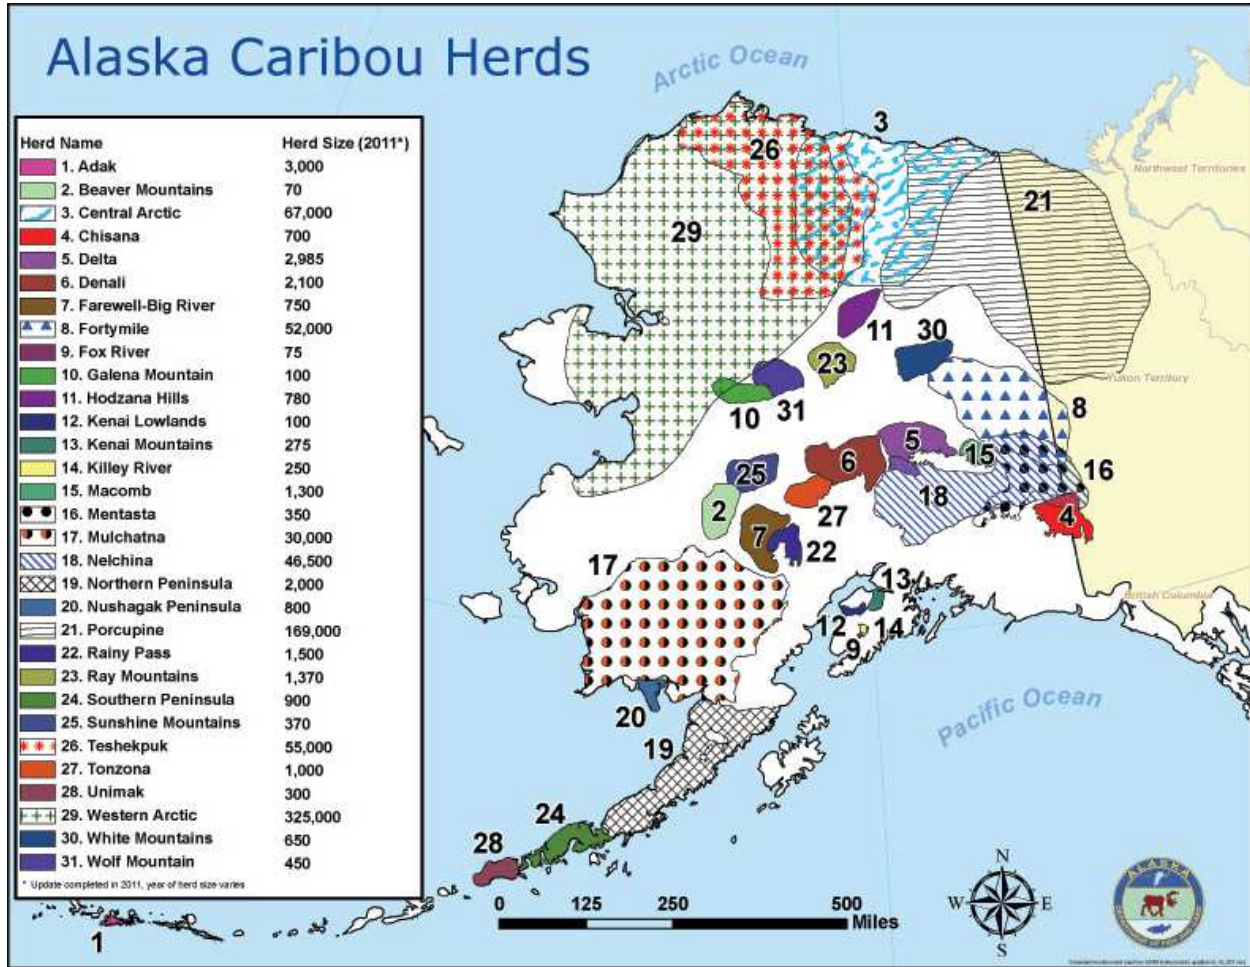 Alaska Caribou Herds
Arctic Ocean
Herd Name Herd Size (2011*)
1. Adak 3,000
2. Beaver Mountains 70
3. Central Arctic 67,000
4. Chisana 700
5. Delta 2,985
6. Denali 2,100
7. Farewell-Big River 750
8. Fortymile 52,000
9. Fox River 75
10. Galena Mountain 100
11. Hodzana Hills 780
12. Kenai Lowlands 100
13. Kenai Mountains 275
14. Killey River 250
15. Macomb 1,300
16. Mentasta 350
17. Mulchatna 30,000
18. Nelchina 46,500
19. Northern Peninsula 2,000
20. Nushagak Peninsula 800
21. Porcupine 169,000
22. Rainy Pass 1,500
23. Ray Mountains 1,370
24. Southern Peninsula 900
25. Sunshine Mountains 370
26. Teshekpuk 55,000
27. Tonzona 1,000
28. Unimak 300
29. Western Arctic 325,000
30. White Mountains 650
31. Wolf Mountain 450
* Update completed in 2011, year of herd size varies
3
26
Northwest Territories
21
29
11
30
23
Yukon Territory
10
31
8
5
15
6
25
16
18
2
27
4
7
22
17
13
British Columbia
12
14
9
20
Pacific Ocean
19
24
28
1
0 125 250 500
Miles
N
W E
S
ALASKA